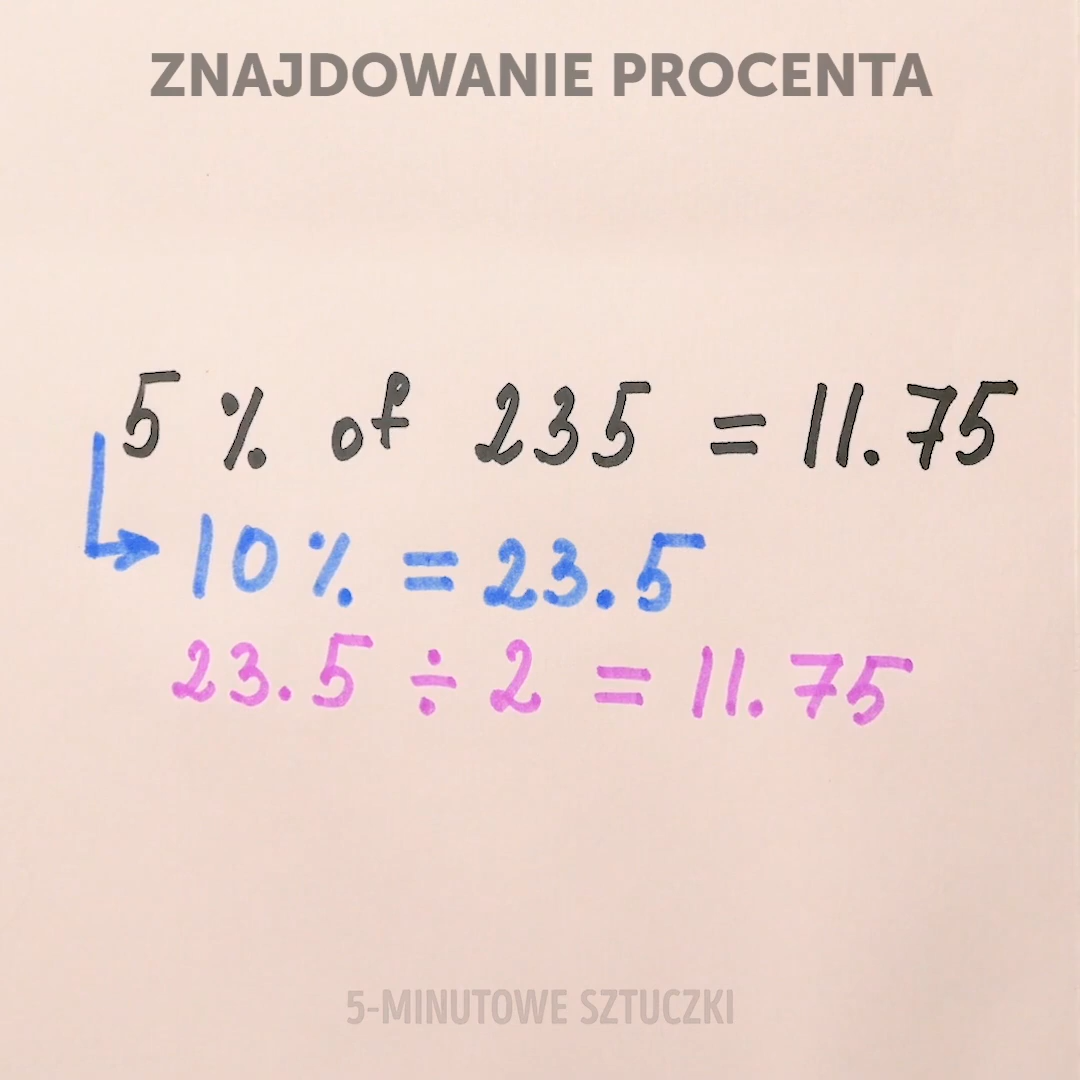 ZNAJDOWANIE PROCENTA
5 % of 235 = 11.75
10 % = 23.5
23.5 ÷ 2 = 11.75
5-MINUTOWE SZTUCZKI